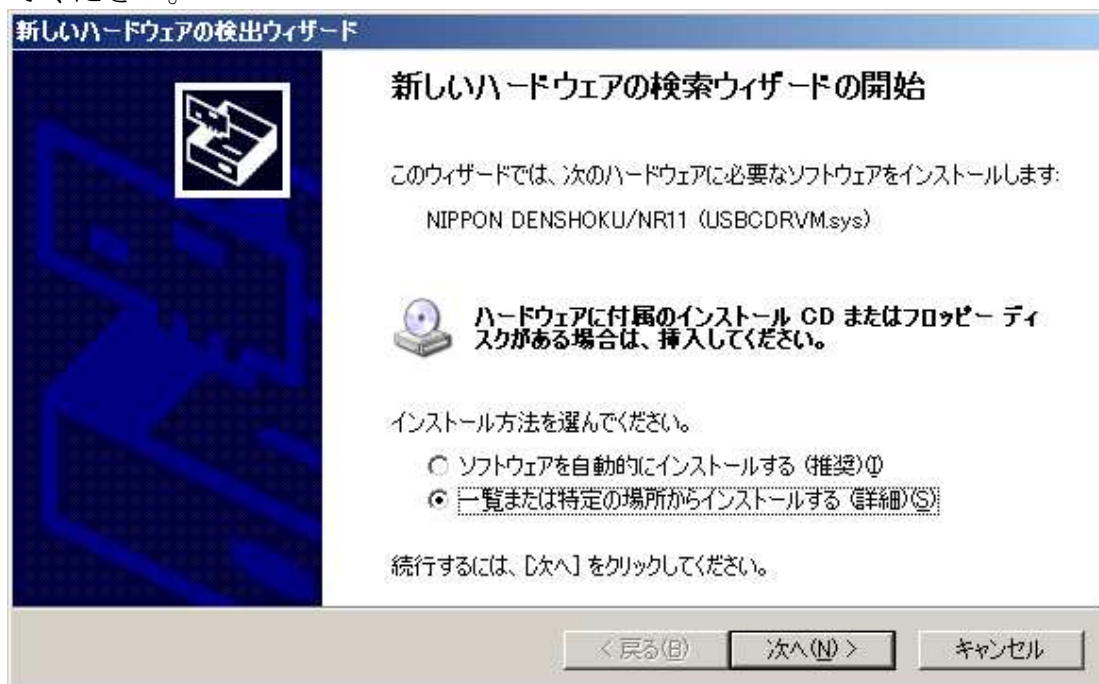 てください。
新しいハードウェアの検出ウィザード
新しいハードウェアの検索ウィザードの開始
このウィザードでは、次のハードウェアに必要なソフトウェアをインストールします:
NIPPON DENSHOKU/NR11 (USBCDRVM.sys)
ハードウェアに付属のインストール CD またはフロッピー ディ
スクがある場合は、挿入してください。
インストール方法を選んでください。
ソフトウェアを自動的にインストールする (推奨)(I)
一覧または特定の場所からインストールする (詳細)(S)
続行するには、[次へ] をクリックしてください。
< 戻る(B)
次へ(N) >
キャンセル